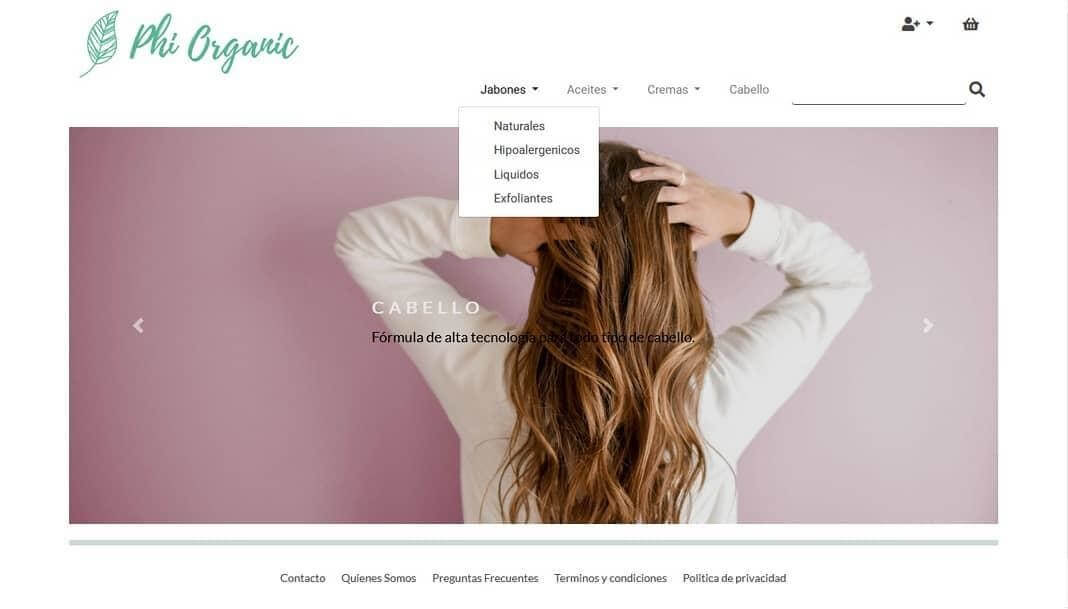 Phi Organic
Jabones Aceites Cremas Cabello
Naturales
Hipoalergenicos
Liquidos
Exfoliantes
CABELLO
Fórmula de alta tecnología para todo tipo de cabello.
Contacto Quienes Somos Preguntas Frecuentes Terminos y condiciones Politica de privacidad